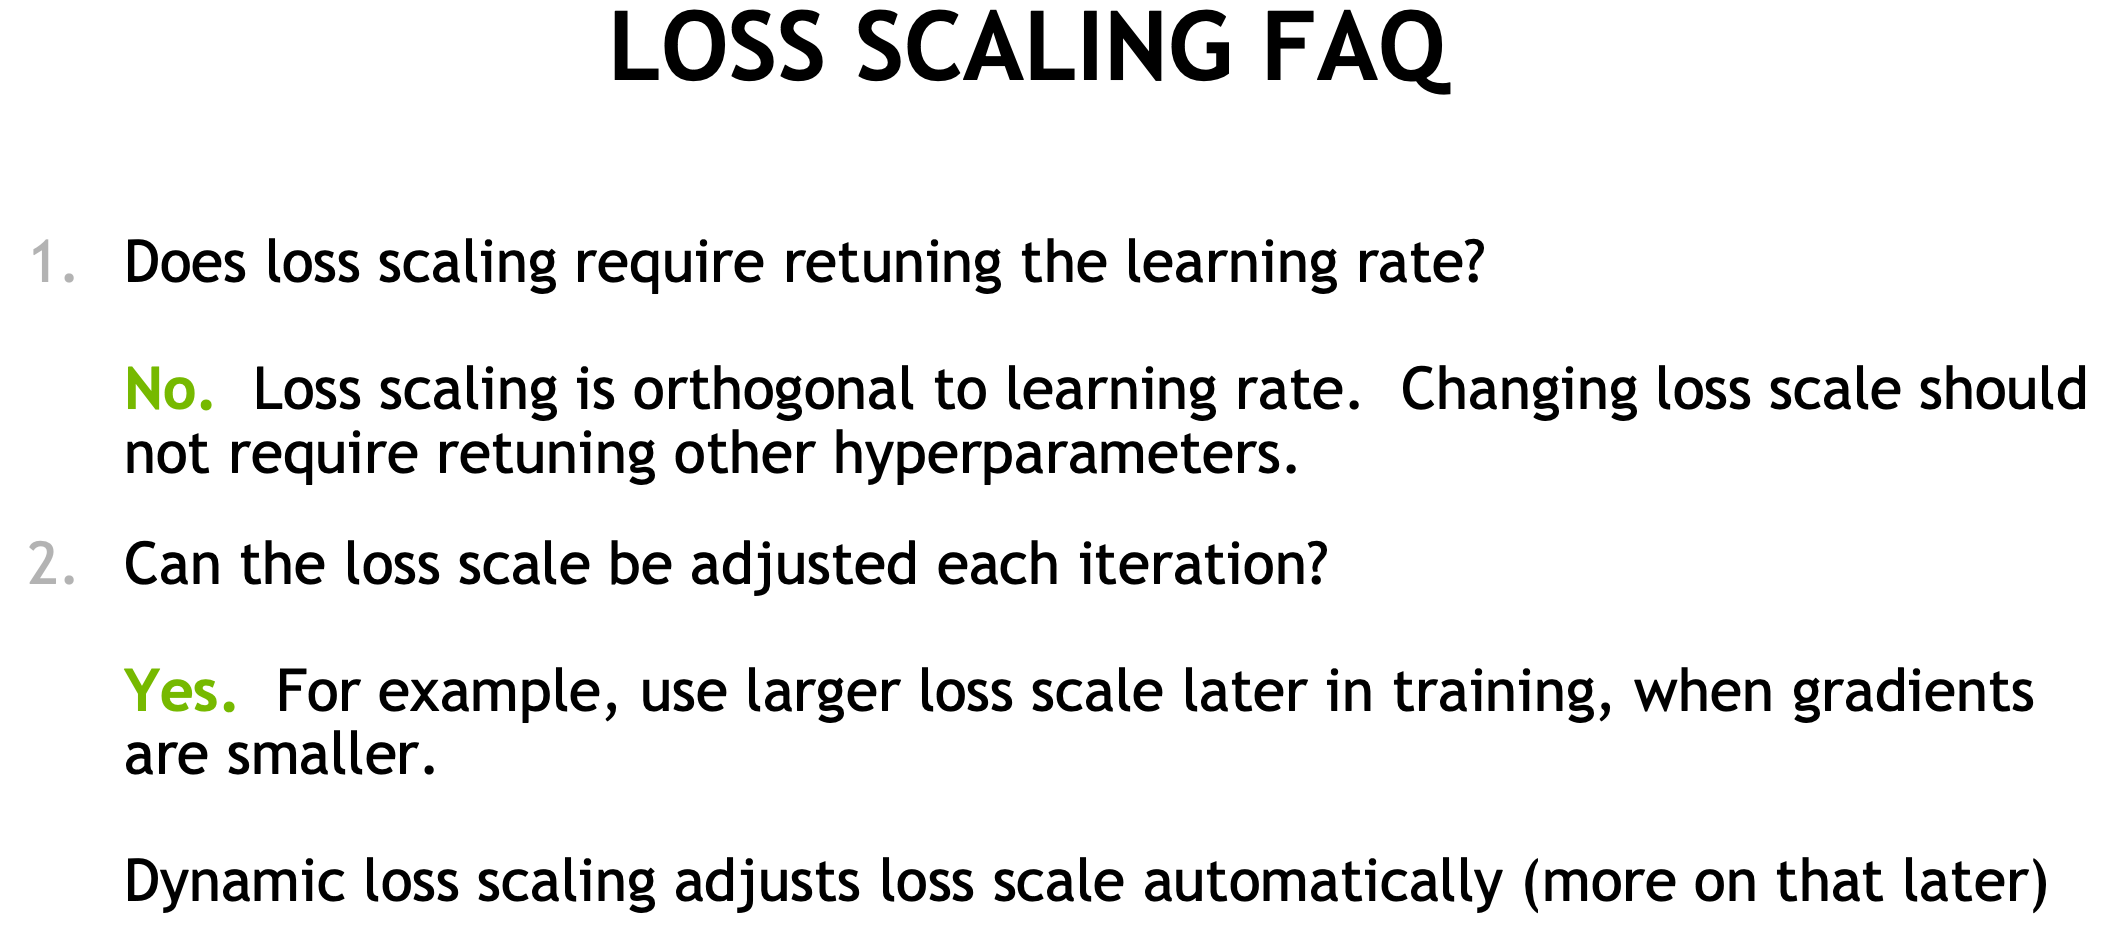 LOSS SCALING FAQ
1. Does loss scaling require retuning the learning rate?
No. Loss scaling is orthogonal to learning rate. Changing loss scale should
not require retuning other hyperparameters.
2. Can the loss scale be adjusted each iteration?
Yes. For example, use larger loss scale later in training, when gradients
are smaller.
Dynamic loss scaling adjusts loss scale automatically (more on that later)